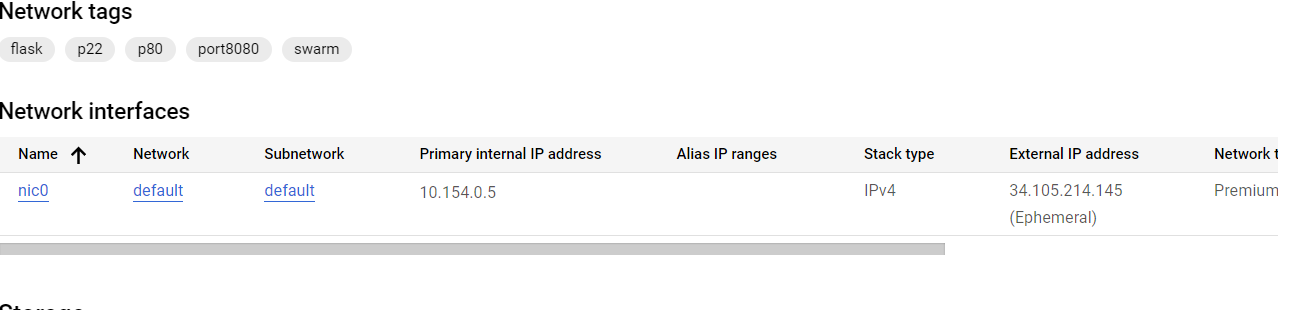 Network tags
flask p22 p80 port8080 swarm
Network interfaces
Name Network Subnetwork Primary internal IP address Alias IP ranges Stack type External IP address Network t
nic0 default default 10.154.0.5 IPv4 34.105.214.145 Premium
(Ephemeral)